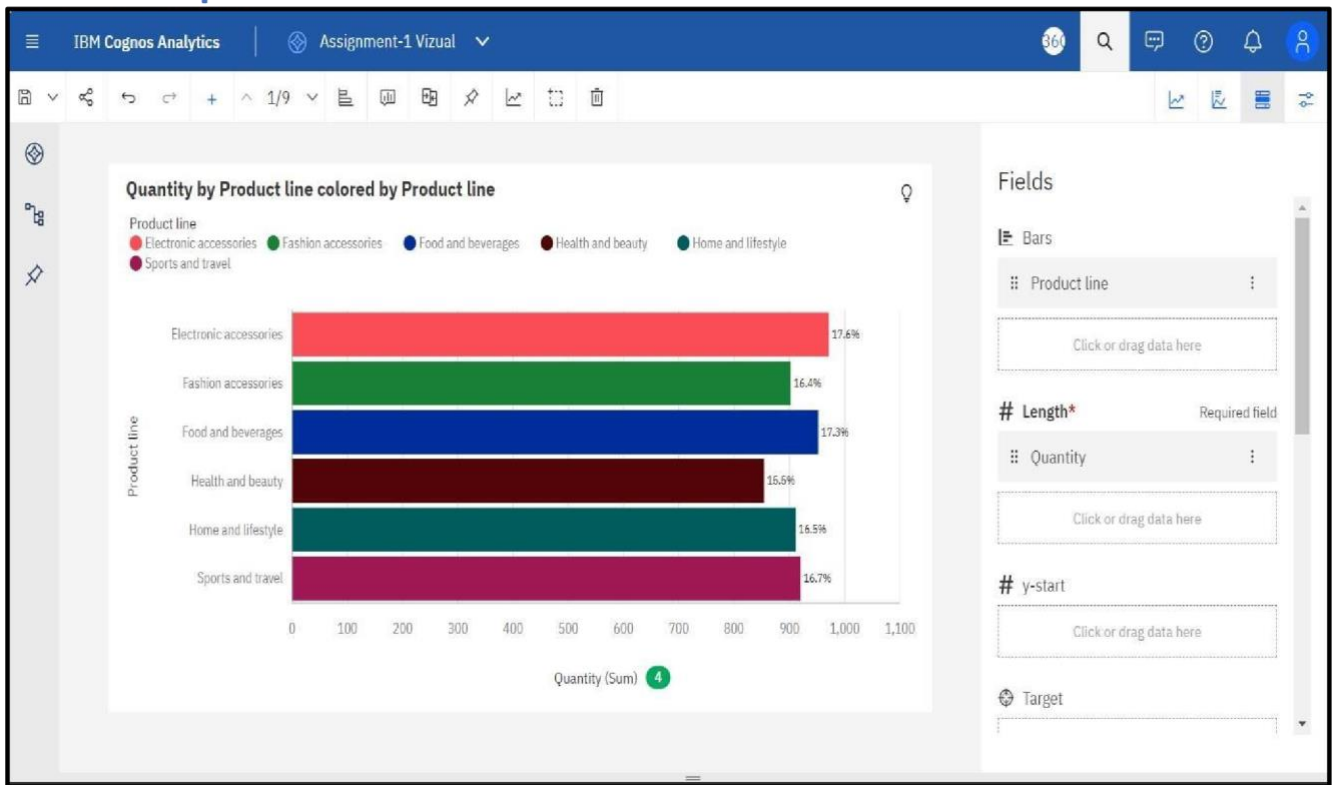 IBM Cognos Analytics
Assignment-1 Vizual
360
1/9
Quantity by Product line colored by Product line
Product line
Electronic accessories Fashion accessories Food and beverages Health and beauty Home and lifestyle
Sports and travel
Electronic accessories 17.6%
Fashion accessories 16.4%
Food and beverages 17.3%
Health and beauty 15.5%
Home and lifestyle 16.5%
Sports and travel 16.7%
Product line
0 100 200 300 400 500 600 700 800 900 1,000 1,100
Quantity (Sum) 4
Fields
Bars
Product line
Click or drag data here
# Length* Required field
Quantity
Click or drag data here
# y-start
Click or drag data here
Target